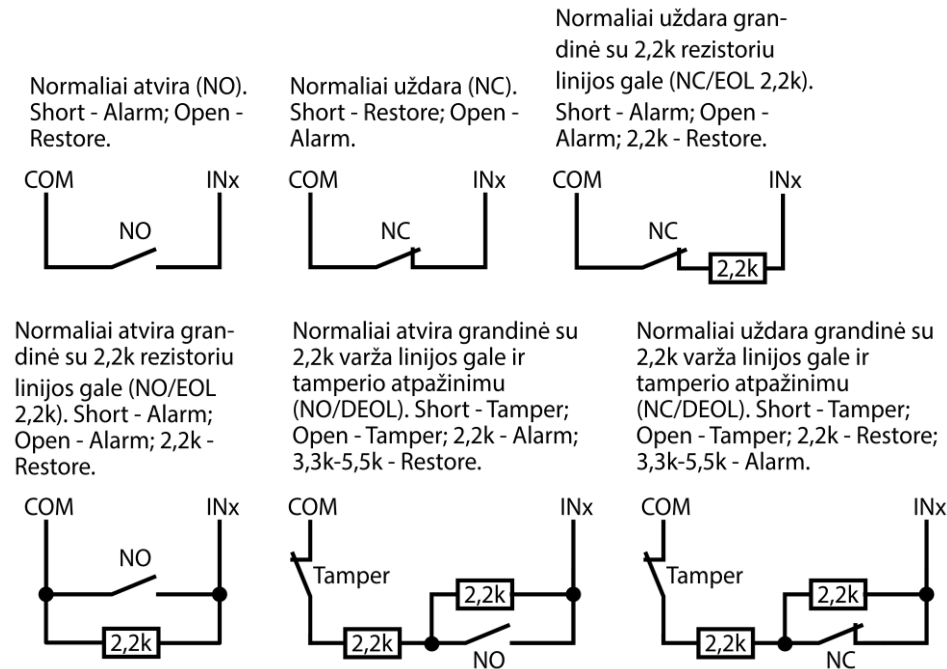 Normaliai atvira (NO).
Short - Alarm; Open -
Restore.
COM INx
NO
Normaliai uždara (NC).
Short - Restore; Open -
Alarm.
COM INx
NC
Normaliai uždara gran-
dinė su 2,2k rezistoriu
linijos gale (NC/EOL 2,2k).
Short - Alarm; Open -
Alarm; 2,2k - Restore.
COM INx
NC
2,2k
Normaliai atvira gran-
dinė su 2,2k rezistoriu
linijos gale (NO/EOL
2,2k). Short - Alarm;
Open - Alarm; 2,2k -
Restore.
COM INx
NO
2,2k
Normaliai atvira grandinė su
2,2k varža linijos gale ir
tamperio atpažinimu
(NO/DEOL). Short - Tamper;
Open - Tamper; 2,2k - Alarm;
3,3k-5,5k - Restore.
COM INx
Tamper
2,2k
2,2k
NO
Normaliai uždara grandinė su
2,2k varža linijos gale ir
tamperio atpažinimu
(NC/DEOL). Short - Tamper;
Open - Tamper; 2,2k - Restore;
3,3k-5,5k - Alarm.
COM INx
Tamper
2,2k
2,2k
NC